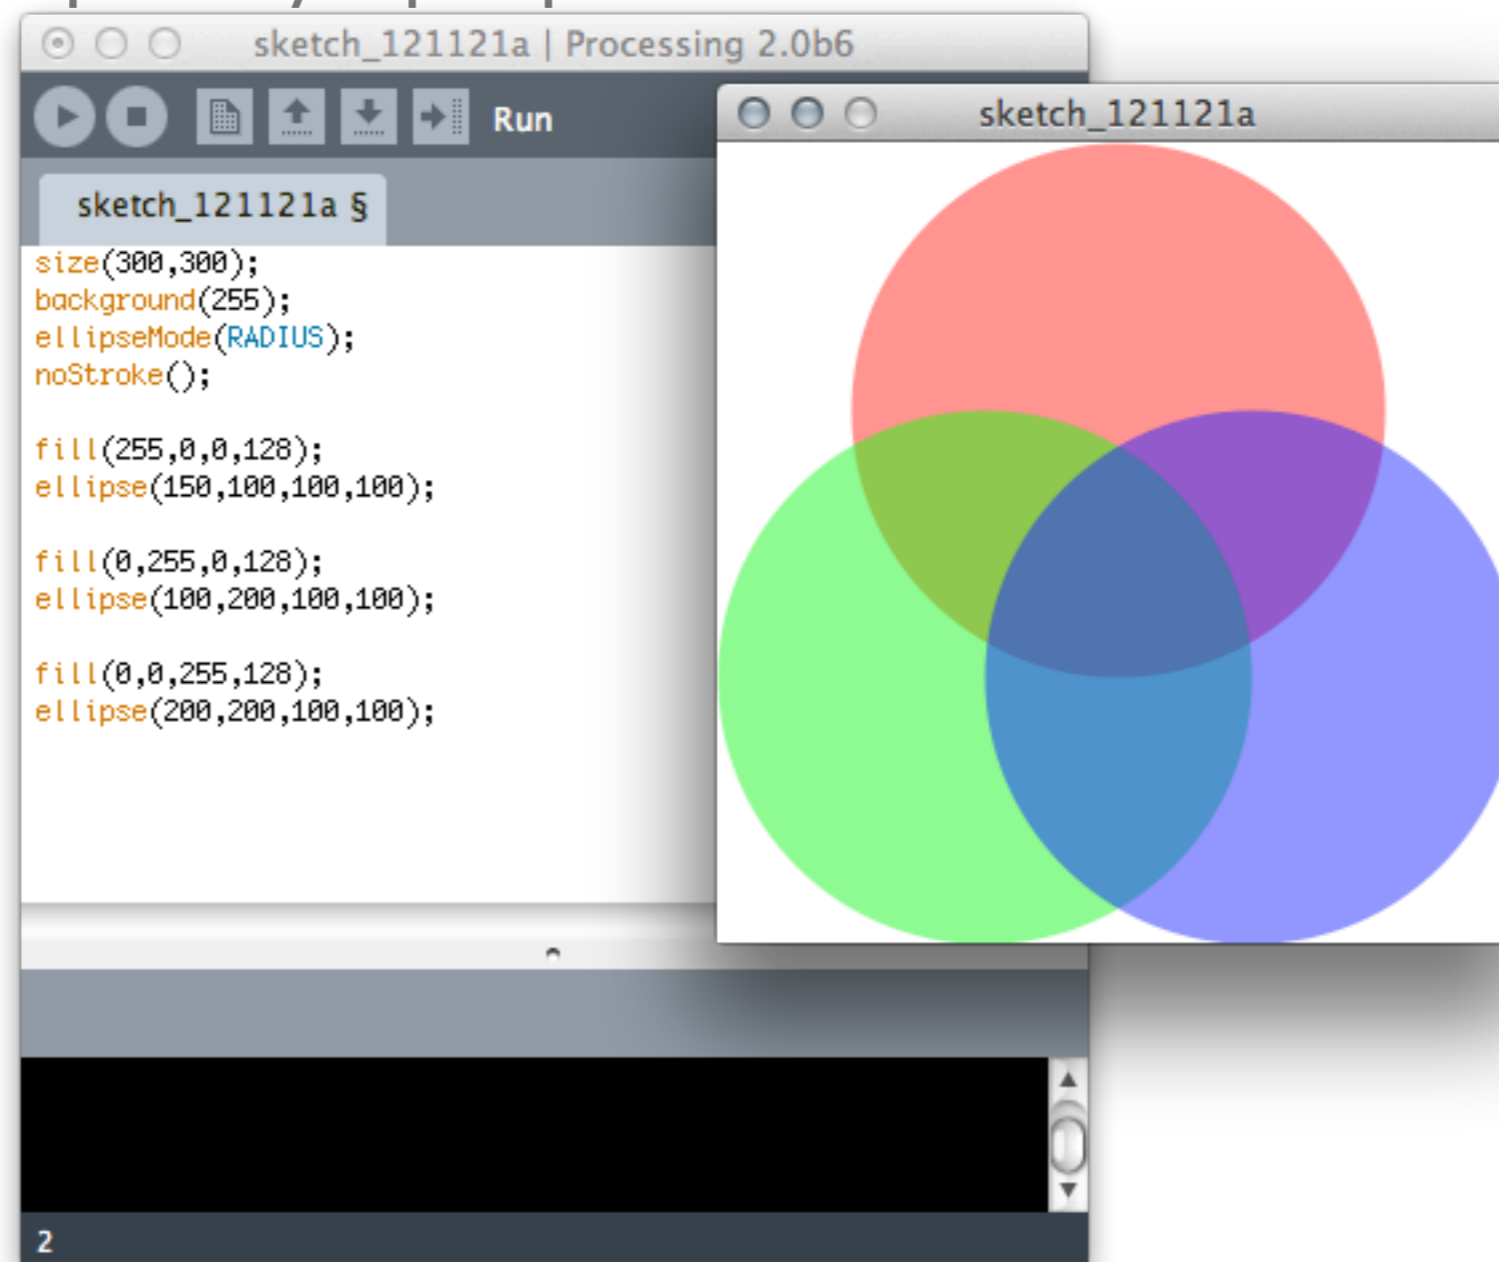 sketch_121121a | Processing 2.0b6
Run
sketch_121121a
sketch_121121a §
size(300,300);
background(255);
ellipseMode(RADIUS);
noStroke();
fill(255,0,0,128);
ellipse(150,100,100,100);
fill(0,255,0,128);
ellipse(100,200,100,100);
fill(0,0,255,128);
ellipse(200,200,100,100);
2